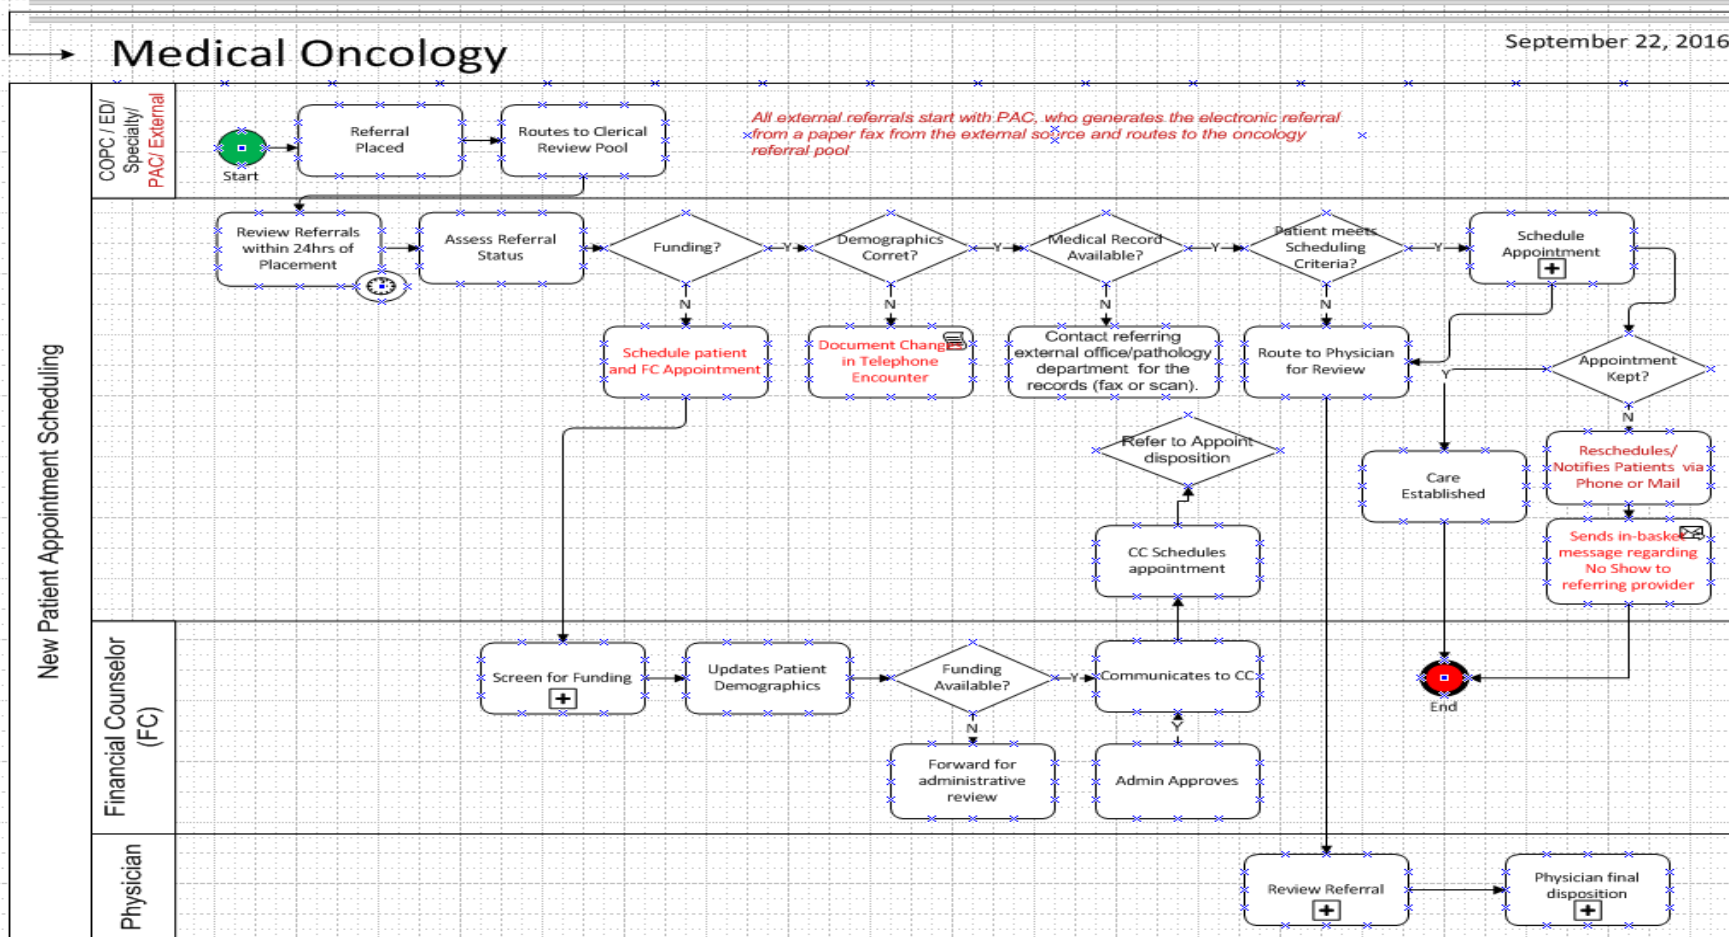 Medical Oncology
September 22, 2016
New Patient Appointment Scheduling
COPC / ED/
Specialty/
PAC/ External
Start
Referral
Placed
Routes to Clerical
Review Pool
All external referrals start with PAC, who generates the electronic referral
from a paper fax from the external source and routes to the oncology
referral pool
Review Referrals
within 24hrs of
Placement
Assess Referral
Status
Funding?
Y
Demographics
Corret?
Y
Medical Record
Available?
Y
Patient meets
Scheduling
Criteria?
Y
Schedule
Appointment
N
N
N
N
Schedule patient
and FC Appointment
Document Changes
in Telephone
Encounter
Contact referring
external office/pathology
department for the
records (fax or scan).
Route to Physician
for Review
Appointment
Kept?
Y
N
Refer to Appoint
disposition
Care
Established
Reschedules/
Notifies Patients via
Phone or Mail
CC Schedules
appointment
Sends in-basket
message regarding
No Show to
referring provider
Financial Counselor
(FC)
Screen for Funding
Updates Patient
Demographics
Funding
Available?
Y
Communicates to CC
End
N
Y
Forward for
administrative
review
Admin Approves
Physician
Review Referral
Physician final
disposition